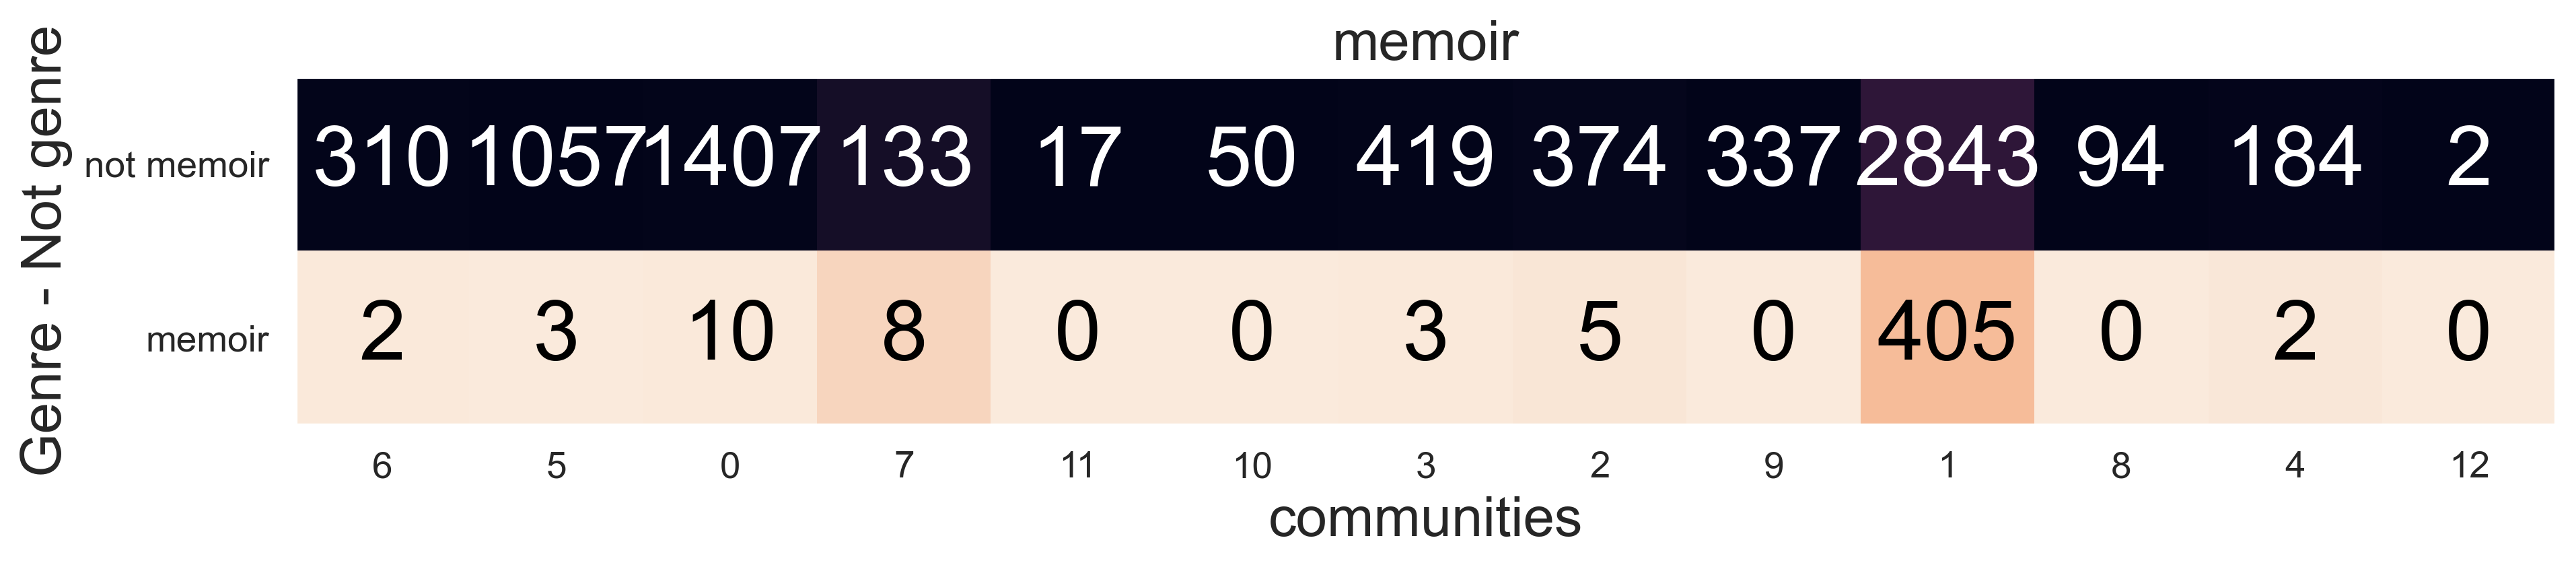 memoir
Genre - Not genre
not memoir 310 1057 1407 133 17 50 419 374 337 2843 94 184 2
memoir 2 3 10 8 0 0 3 5 0 405 0 2 0
6 5 0 7 11 10 3 2 9 1 8 4 12
communities